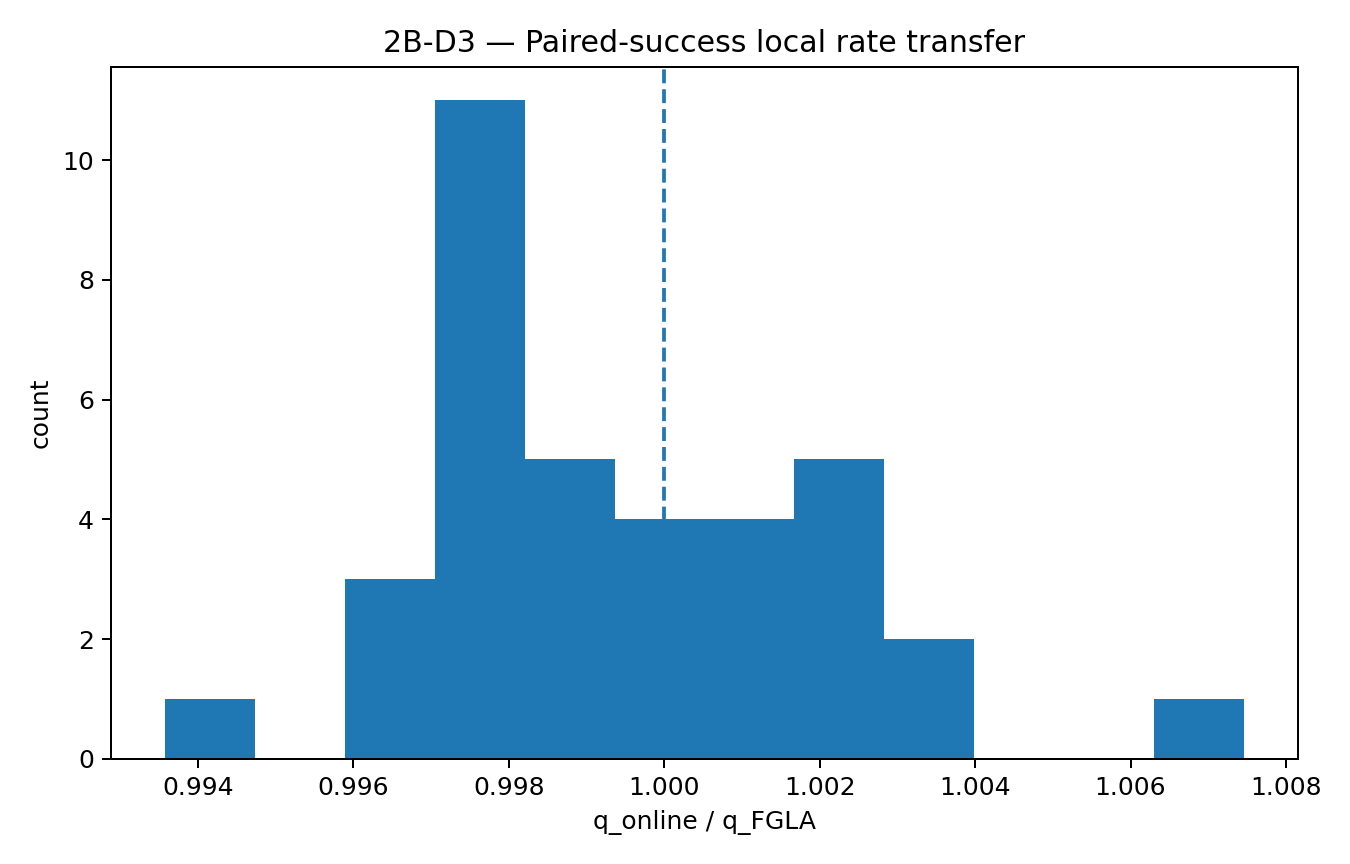 2B-D3 — Paired-success local rate transfer
10
8
6
4
2
0
count
0.994 0.996 0.998 1.000 1.002 1.004 1.006 1.008
q_online / q_FGLA